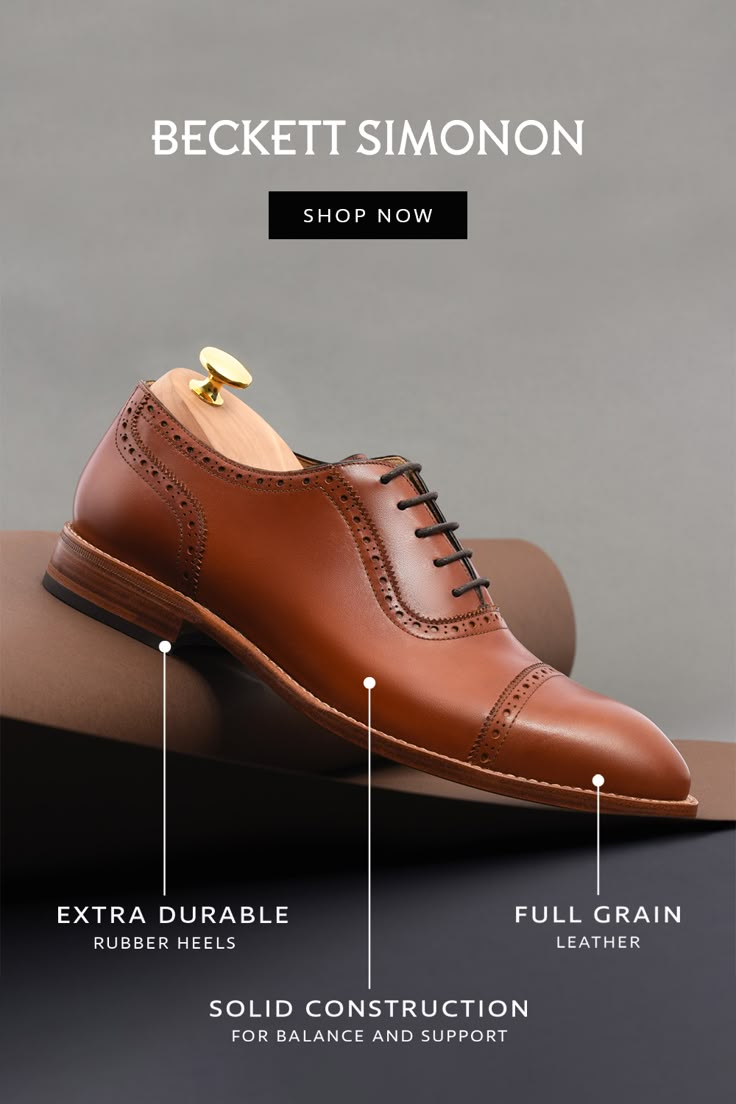 BECKETT SIMONON
SHOP NOW
EXTRA DURABLE
RUBBER HEELS
FULL GRAIN
LEATHER
SOLID CONSTRUCTION
FOR BALANCE AND SUPPORT